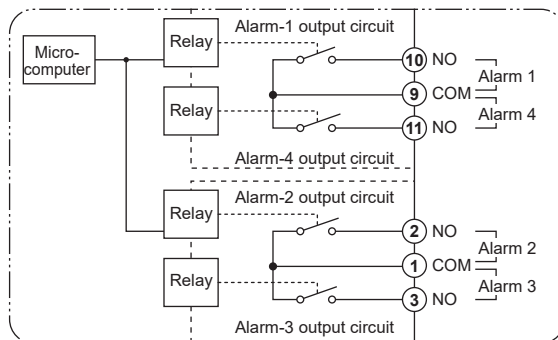 Alarm-1 output circuit
Relay
Micro-
computer
10 NO
Alarm 1
9 COM
Relay
Alarm 4
11 NO
Alarm-4 output circuit
Alarm-2 output circuit
Relay
2 NO
Alarm 2
1 COM
Relay
Alarm 3
3 NO
Alarm-3 output circuit